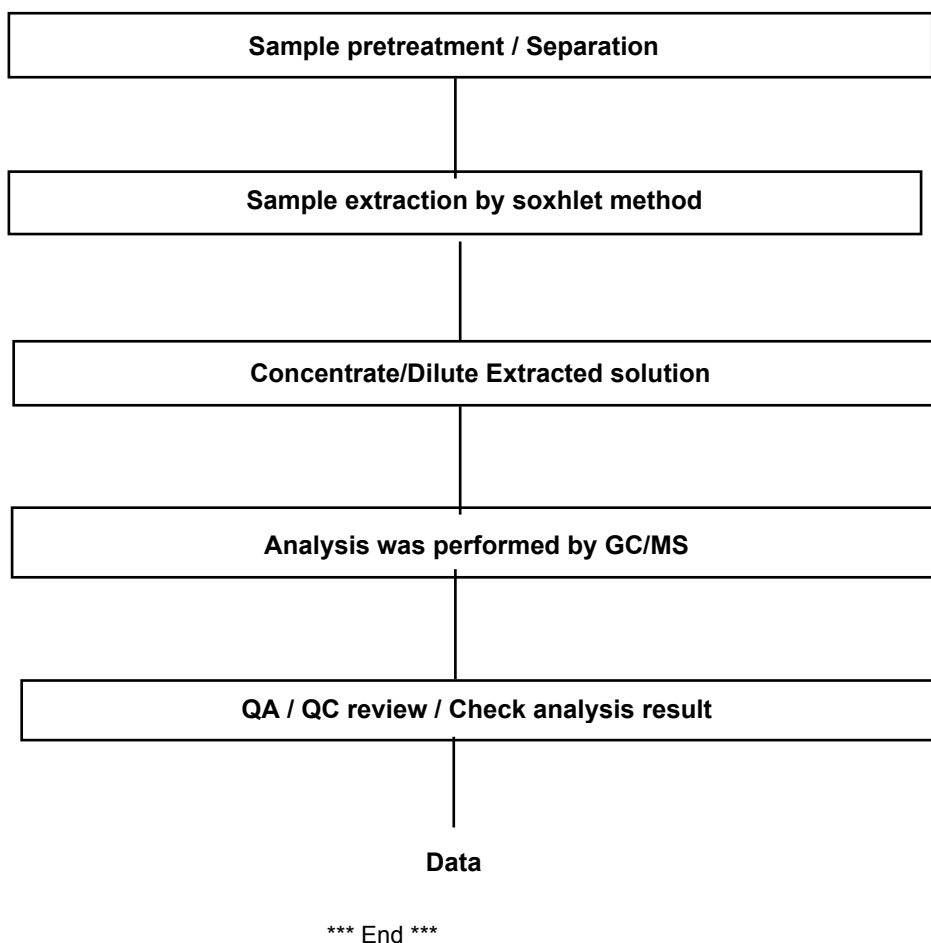 Sample pretreatment / Separation
Sample extraction by soxhlet method
Concentrate/Dilute Extracted solution
Analysis was performed by GC/MS
QA / QC review / Check analysis result
Data
*** End ***